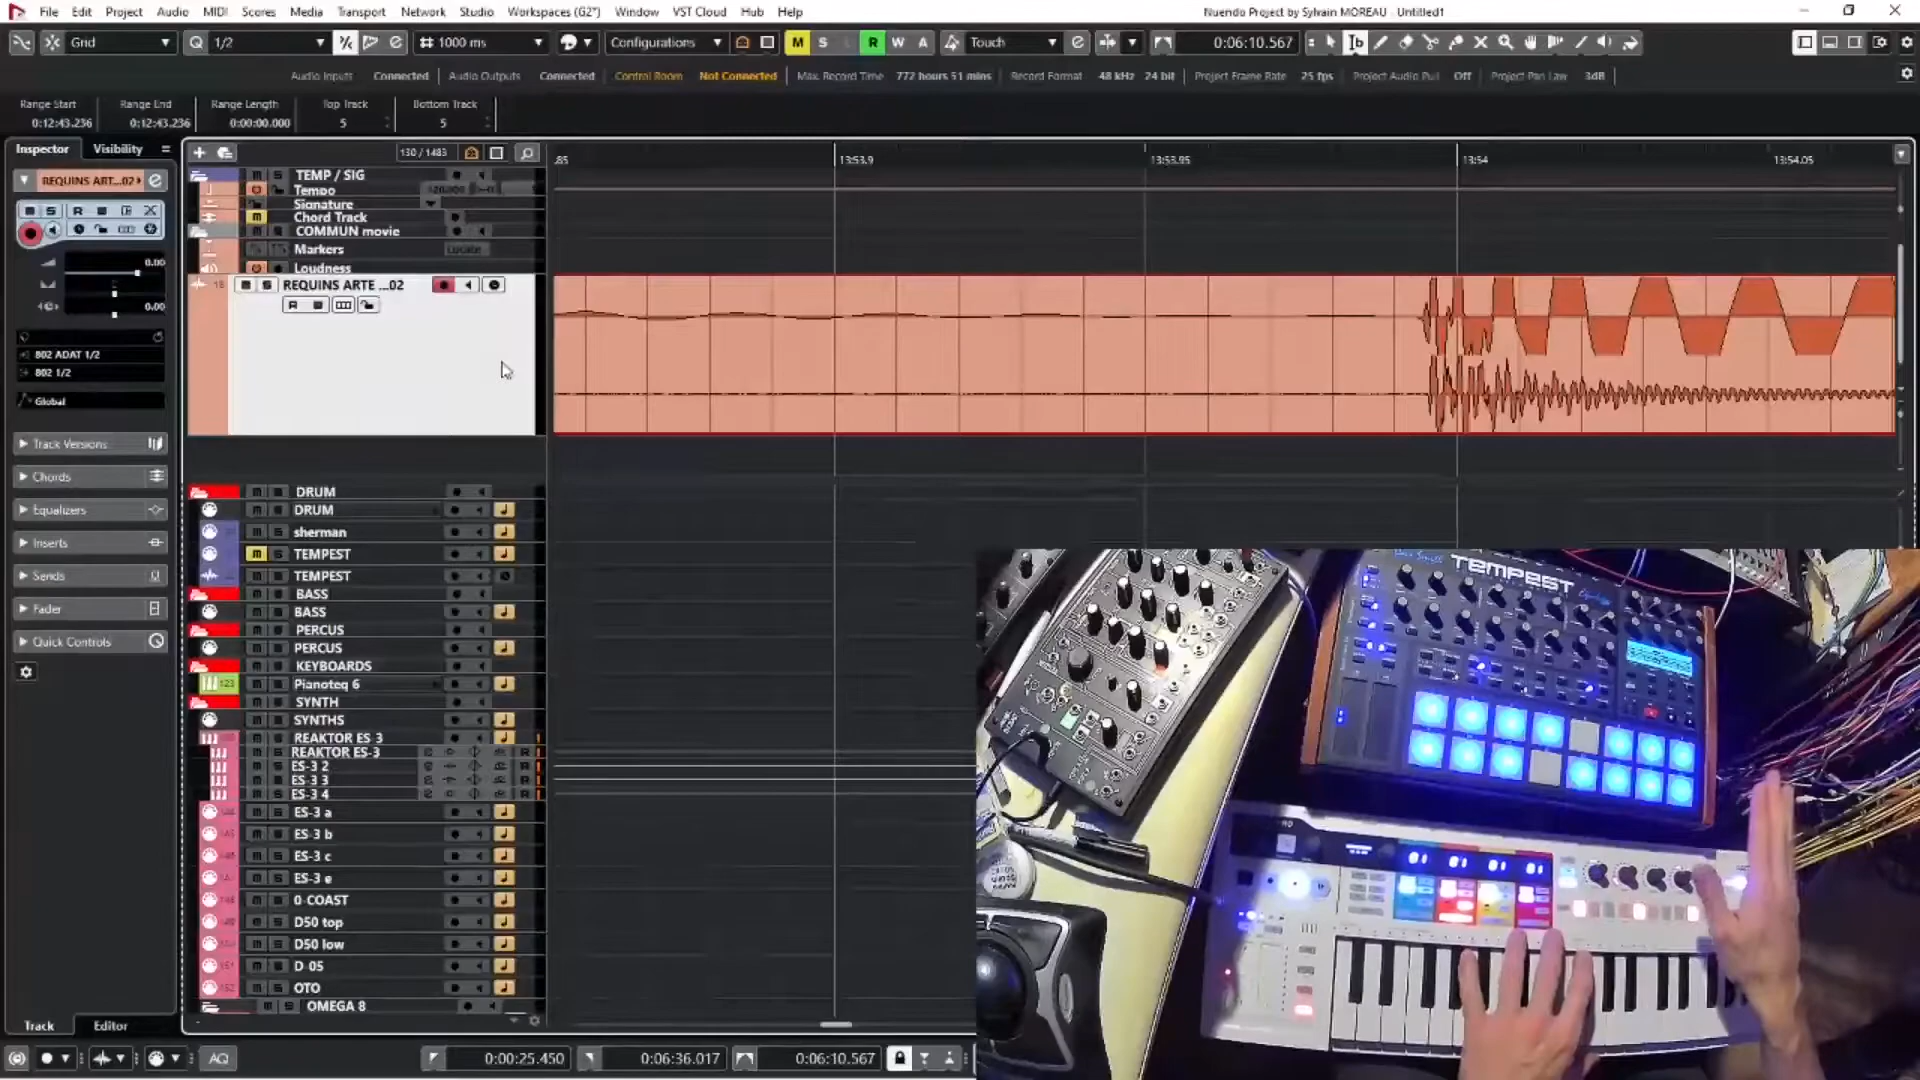 File Edit Project Audio MIDI Scores Media Transport Network Studio Workspaces (G2*) Window VST Cloud Hub Help
Nuendo Project by Sylvain MOREAU - Untitled1
Grid Q 1/2 1000 ms Configurations M S L R W A Touch 0:06:10.567
Audio Inputs Connected Audio Outputs Connected Control Room Not Connected Max Record Time 772 hours 51 mins Record Format 48 kHz 24 bit Project Frame Rate 25 fps Project Audio Pull Off Project Pan Law 3dB
Range Start Range End Range Length Top Track Bottom Track
0:12:43.236 0:12:43.236 0:00:00.000 5 5
Inspector Visibility
130 / 1483
.85 13:53.9 13:53.95 13:54 13:54.05
REQUINS ART...02
TEMP / SIG
Tempo
Signature
Chord Track
COMMUN movie
Markers Locate
Loudness
REQUINS ARTE ...02
0.00
0.00
802 ADAT 1/2
802 1/2
Global
Track Versions
Chords
Equalizers
Inserts
Sends
Fader
Quick Controls
DRUM
DRUM
sherman
TEMPEST
TEMPEST
BASS
BASS
PERCUS
PERCUS
KEYBOARDS
123 Pianoteq 6
SYNTH
SYNTHS
REAKTOR ES 3
REAKTOR ES-3
ES-3 2
ES-3 3
ES-3 4
ES-3 a
ES-3 b
ES-3 c
ES-3 e
0 COAST
D50 top
D50 low
D 05
OTO
OMEGA 8
TEMPEST
Track Editor
AQ 0:00:25.450 0:06:36.017 0:06:10.567